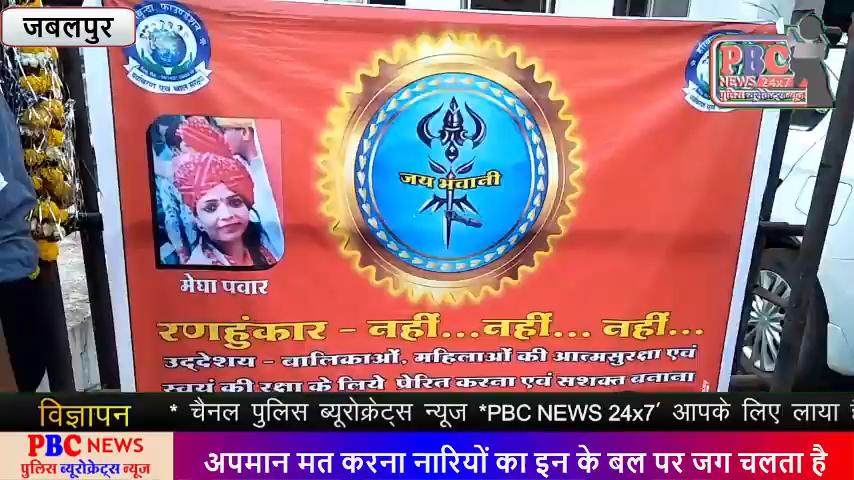 जबलपुर
PBC
NEWS 24x7
पुलिस ब्यूरोक्रेट्स न्यूज
जय भवानी
मेघा पवार
रणहुंकार - नहीं...नहीं... नहीं...
उद्देशय - बालिकाओं, महिलाओं की आत्मसुरक्षा एवं
स्वयं की रक्षा के लिये प्रेरित करना एवं सशक्त बनाना
विज्ञापन
* चैनल पुलिस ब्यूरोक्रेट्स न्यूज *PBC NEWS 24x7' आपके लिए लाया
PBC NEWS
पुलिस ब्यूरोक्रेट्स न्यूज
अपमान मत करना नारियों का इन के बल पर जग चलता है